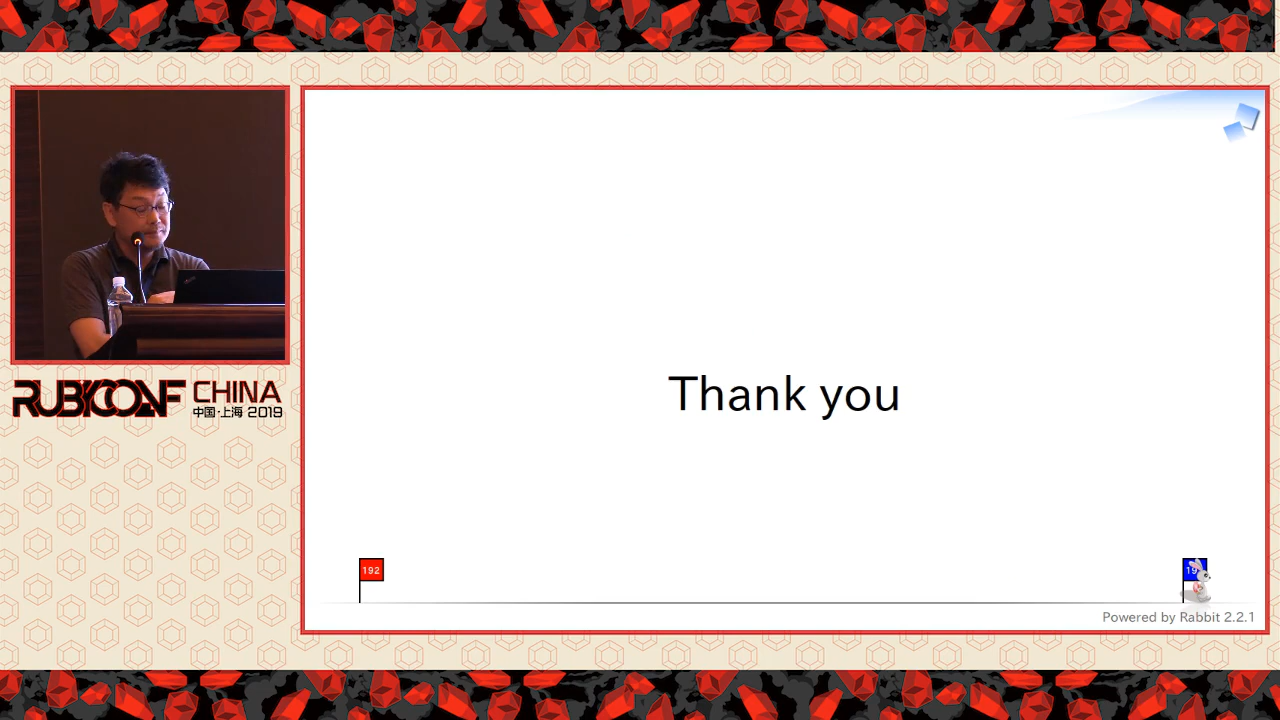 RUBYCONF CHINA
中国·上海 2019
Thank you
192
Powered by Rabbit 2.2.1